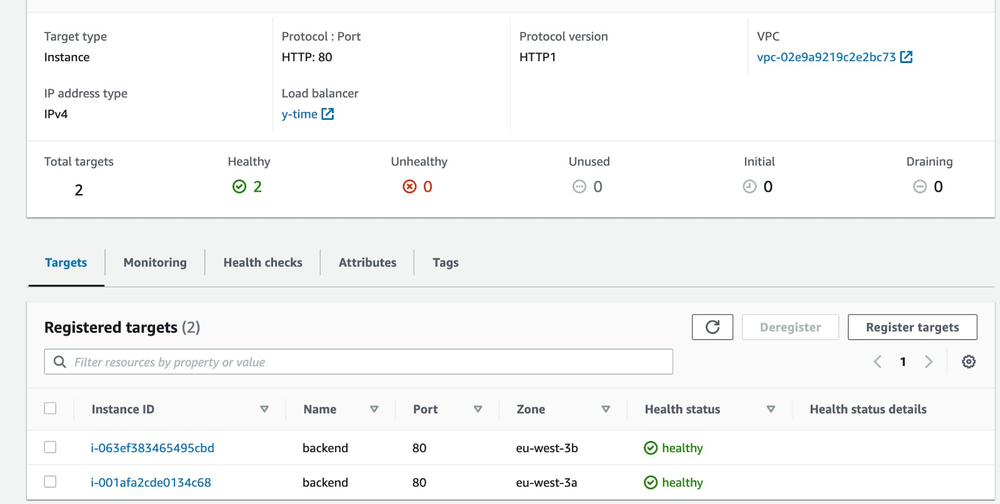 Target type
Protocol : Port
Protocol version
VPC
Instance
HTTP: 80
HTTP1
vpc-02e9a9219c2e2bc73
IP address type
Load balancer
IPv4
y-time
Total targets
Healthy
Unhealthy
Unused
Initial
Draining
2
2
0
0
0
0
Targets
Monitoring
Health checks
Attributes
Tags
Registered targets (2)
Deregister
Register targets
Filter resources by property or value
1
Instance ID
Name
Port
Zone
Health status
Health status details
i-063ef383465495cbd
backend
80
eu-west-3b
healthy
i-001afa2cde0134c68
backend
80
eu-west-3a
healthy